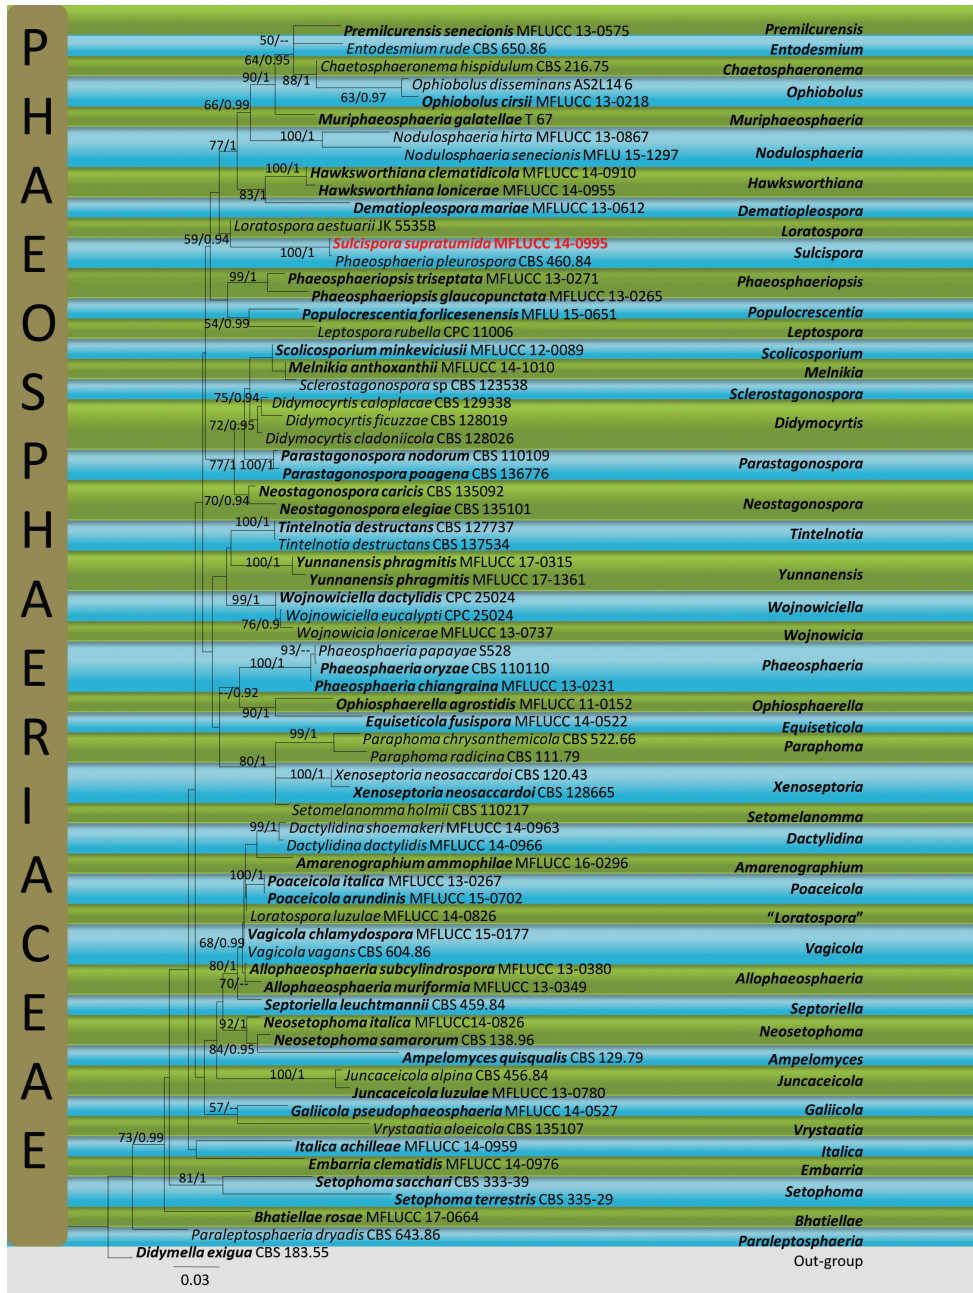 PHAEOSPHAERIACEAE
Premilcurensis senecionis MFLUCC 13-0575 Premilcurensis
50/--
Entodesmium rude CBS 650.86 Entodesmium
64/0.95
Chaetosphaeronema hispidulum CBS 216.75 Chaetosphaeronema
90/1 88/1
Ophiobolus disseminans AS2L14 6
Ophiobolus
63/0.97
Ophiobolus cirsii MFLUCC 13-0218
66/0.99
Muriphaeosphaeria galatellae T 67 Muriphaeosphaeria
100/1
Nodulosphaeria hirta MFLUCC 13-0867
77/1
Nodulosphaeria senecionis MFLU 15-1297 Nodulosphaeria
100/1
Hawksworthiana clematidicola MFLUCC 14-0910
Hawksworthiana lonicerae MFLUCC 14-0955 Hawksworthiana
83/1
Dematiopleospora mariae MFLUCC 13-0612 Dematiopleospora
Loratospora aestuarii JK 5535B Loratospora
59/0.94
Sulcispora supratumida MFLUCC 14-0995
100/1 Sulcispora
Phaeosphaeria pleurospora CBS 460.84
99/1
Phaeosphaeriopsis triseptata MFLUCC 13-0271 Phaeosphaeriopsis
Phaeosphaeriopsis glaucopunctata MFLUCC 13-0265
Populocrescentia forlicesenensis MFLU 15-0651 Populocrescentia
54/0.99
Leptospora rubella CPC 11006 Leptospora
Scolicosporium minkeviciusii MFLUCC 12-0089 Scolicosporium
Melnikia anthoxanthii MFLUCC 14-1010 Melnikia
Sclerostagonospora sp CBS 123538 Sclerostagonospora
75/0.94
Didymocyrtis caloplacae CBS 129338
Didymocyrtis ficuzzae CBS 128019 Didymocyrtis
72/0.95
Didymocyrtis cladoniicola CBS 128026
Parastagonospora nodorum CBS 110109
77/1 100/1 Parastagonospora
Parastagonospora poagena CBS 136776
Neostagonospora caricis CBS 135092
70/0.94 Neostagonospora
Neostagonospora elegiae CBS 135101
100/1
Tintelnotia destructans CBS 127737 Tintelnotia
Tintelnotia destructans CBS 137534
100/1
Yunnanensis phragmitis MFLUCC 17-0315
Yunnanensis
Yunnanensis phragmitis MFLUCC 17-1361
99/1
Wojnowiciella dactylidis CPC 25024
Wojnowiciella
Wojnowiciella eucalypti CPC 25024
76/0.9
Wojnowicia lonicerae MFLUCC 13-0737 Wojnowicia
93/--
Phaeosphaeria papayae S528
100/1
Phaeosphaeria oryzae CBS 110110 Phaeosphaeria
Phaeosphaeria chiangraina MFLUCC 13-0231
--/0.92
Ophiosphaerella agrostidis MFLUCC 11-0152 Ophiosphaerella
90/1
Equiseticola fusispora MFLUCC 14-0522 Equiseticola
99/1
Paraphoma chrysanthemicola CBS 522.66
Paraphoma
Paraphoma radicina CBS 111.79
80/1
100/1
Xenoseptoria neosaccardoi CBS 120.43
Xenoseptoria
Xenoseptoria neosaccardoi CBS 128665
Setomelanomma holmii CBS 110217 Setomelanomma
99/1
Dactylidina shoemakeri MFLUCC 14-0963
Dactylidina
Dactylidina dactylidis MFLUCC 14-0966
Amarenographium ammophilae MFLUCC 16-0296 Amarenographium
100/1
Poaceicola italica MFLUCC 13-0267
Poaceicola
Poaceicola arundinis MFLUCC 15-0702
Loratospora luzulae MFLUCC 14-0826 “Loratospora”
Vagicola chlamydospora MFLUCC 15-0177
68/0.99
Vagicola vagans CBS 604.86 Vagicola
80/1
Allophaeosphaeria subcylindrospora MFLUCC 13-0380
70/-- Allophaeosphaeria
Allophaeosphaeria muriformia MFLUCC 13-0349
Septoriella leuchtmannii CBS 459.84 Septoriella
92/1
Neosetophoma italica MFLUCC14-0826
Neosetophoma
Neosetophoma samarorum CBS 138.96
84/0.95
Ampelomyces quisqualis CBS 129.79 Ampelomyces
100/1
Juncaceicola alpina CBS 456.84
Juncaceicola
Juncaceicola luzulae MFLUCC 13-0780
57/--
Galiicola pseudophaeosphaeria MFLUCC 14-0527 Galiicola
Vrystaatia aloeicola CBS 135107 Vrystaatia
73/0.99
Italica achilleae MFLUCC 14-0959 Italica
Embarria clematidis MFLUCC 14-0976 Embarria
81/1
Setophoma sacchari CBS 333-39
Setophoma
Setophoma terrestris CBS 335-29
Bhatiellae rosae MFLUCC 17-0664 Bhatiellae
Paraleptosphaeria dryadis CBS 643.86 Paraleptosphaeria
Didymella exigua CBS 183.55
Out-group
0.03